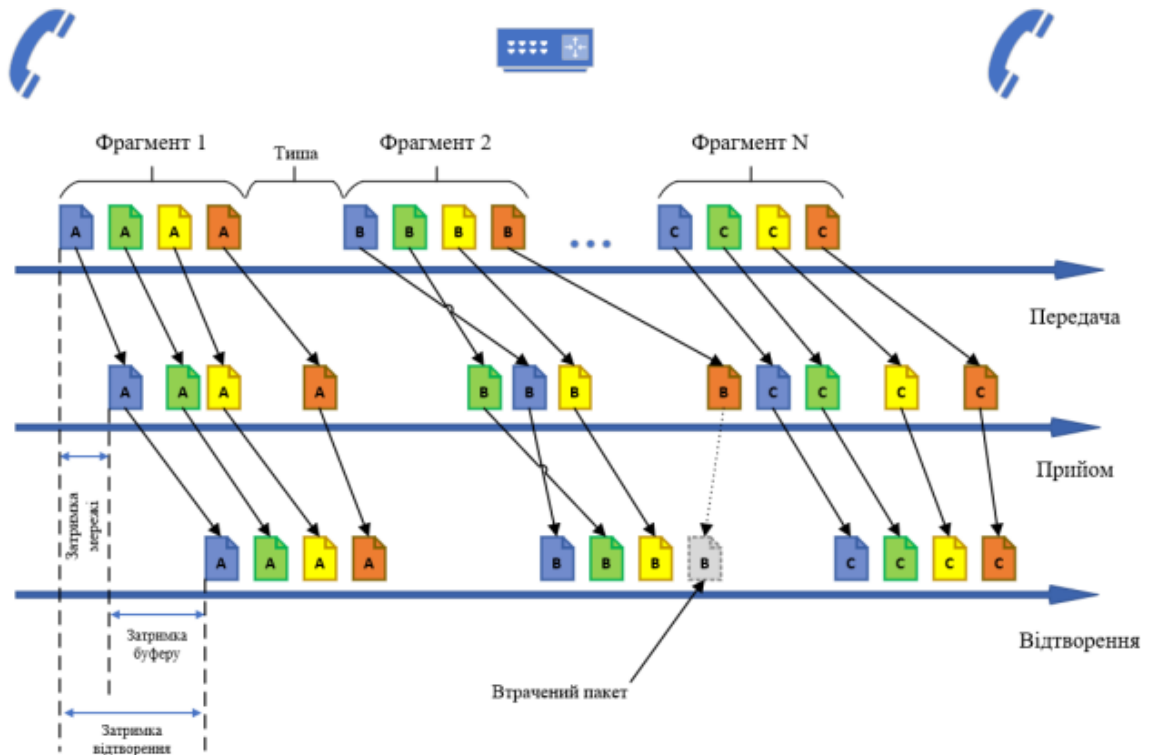 Фрагмент 1
Тиша
Фрагмент 2
Фрагмент N
A A A A B B B B ... C C C C
Передача
A A A A B B B B C C C C
Прийом
Затримка
мережі
A A A A B B B B C C C C
Затримка
буферу
Відтворення
Втрачений пакет
Затримка
відтворення